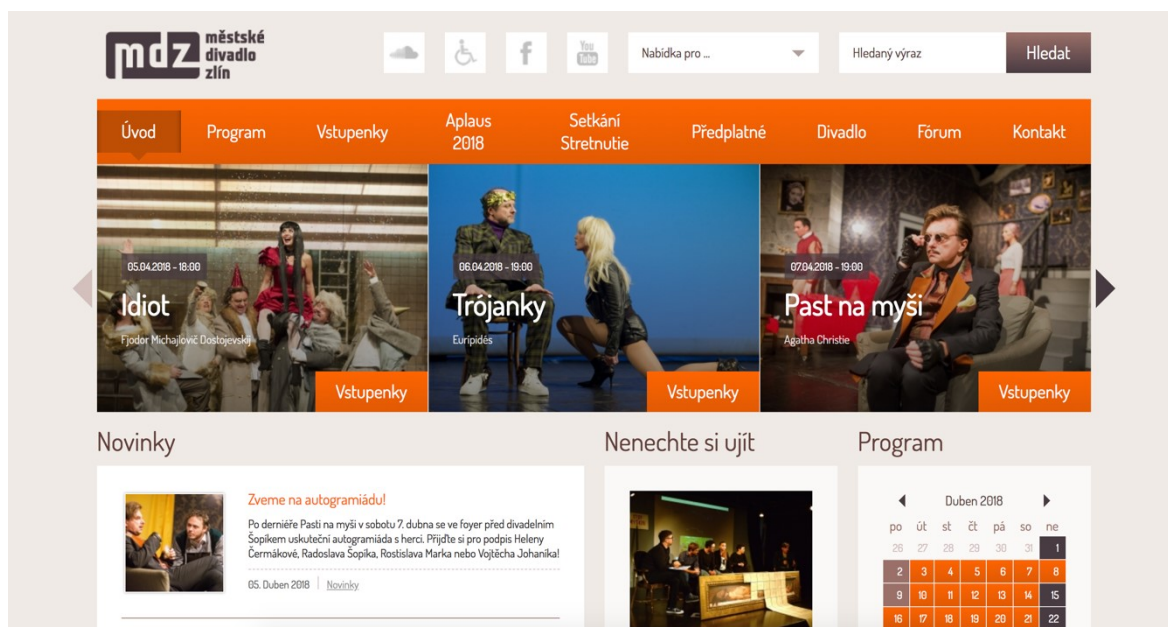 mdz městské
divadlo
zlín
You
Tube
Nabídka pro ...
Hledaný výraz
Hledat
Úvod
Program
Vstupenky
Aplaus
2018
Setkání
Stretnutie
Předplatné
Divadlo
Fórum
Kontakt
05.04.2018 - 18:00
Idiot
Fjodor Michajlovič Dostojevskij
Vstupenky
06.04.2018 - 19:00
Trójanky
Eurípidés
Vstupenky
07.04.2018 - 19:00
Past na myši
Agatha Christie
Vstupenky
Novinky
Zveme na autogramiádu!
Po derniéře Pasti na myši v sobotu 7. dubna se ve foyer před divadelním
Šopíkem uskuteční autogramiáda s herci. Přijďte si pro podpis Heleny
Čermákové, Radoslava Šopíka, Rostislava Marka nebo Vojtěcha Johaníka!
05. Duben 2018 | Novinky
Nenechte si ujít
Program
Duben 2018
po út st čt pá so ne
26 27 28 29 30 31 1
2 3 4 5 6 7 8
9 10 11 12 13 14 15
16 17 18 19 20 21 22